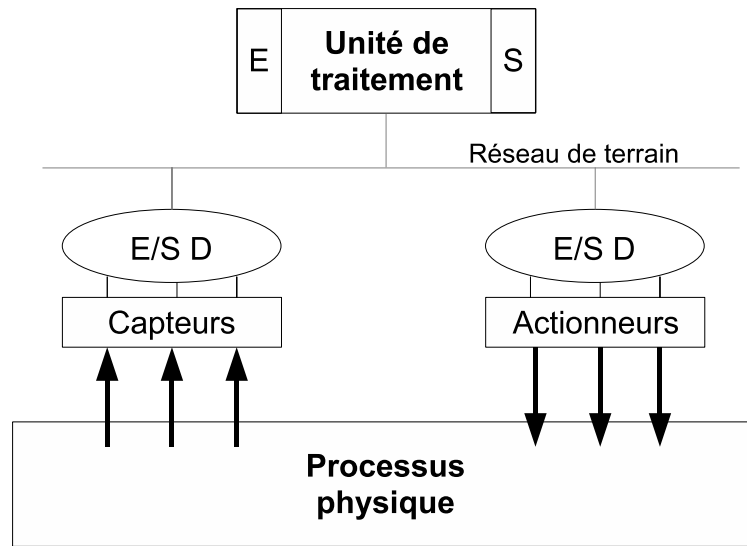 E
Unité de
traitement
S
Réseau de terrain
E/S D
E/S D
Capteurs
Actionneurs
Processus
physique